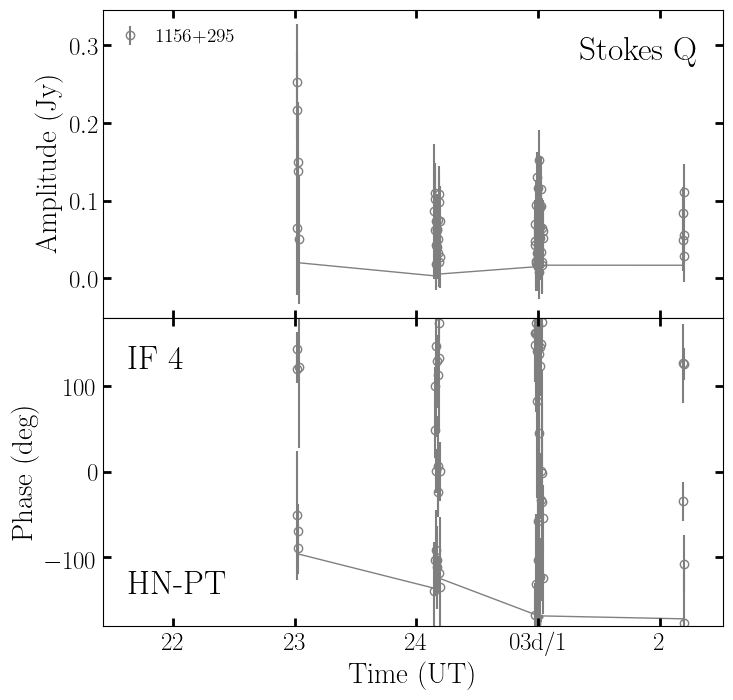 1156+295
Stokes Q
Amplitude (Jy)
0.3
0.2
0.1
0.0
IF 4
HN-PT
Phase (deg)
100
0
−100
22
23
24
03d/1
2
Time (UT)